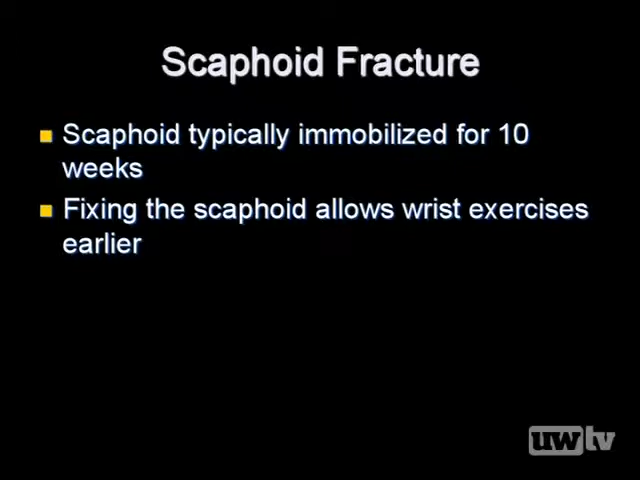 Scaphoid Fracture
Scaphoid typically immobilized for 10
weeks
Fixing the scaphoid allows wrist exercises
earlier
uwtv